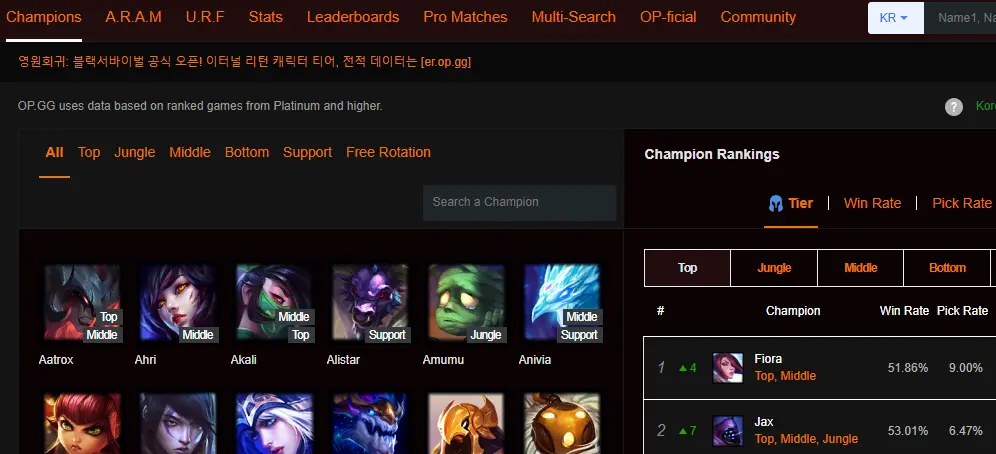 Champions A.R.A.M U.R.F Stats Leaderboards Pro Matches Multi-Search OP-ficial Community KR Name1, Na
영원회귀: 블랙서바이벌 공식 오픈! 이터널 리턴 캐릭터 티어, 전적 데이터는 [er.op.gg]
OP.GG uses data based on ranked games from Platinum and higher. ? Kore
All Top Jungle Middle Bottom Support Free Rotation
Search a Champion
Top
Middle
Aatrox
Middle
Ahri
Middle
Top
Akali
Support
Alistar
Jungle
Amumu
Middle
Support
Anivia
Champion Rankings
Tier Win Rate Pick Rate
Top Jungle Middle Bottom
# Champion Win Rate Pick Rate
1 4 Fiora 51.86% 9.00%
Top, Middle
2 7 Jax 53.01% 6.47%
Top, Middle, Jungle